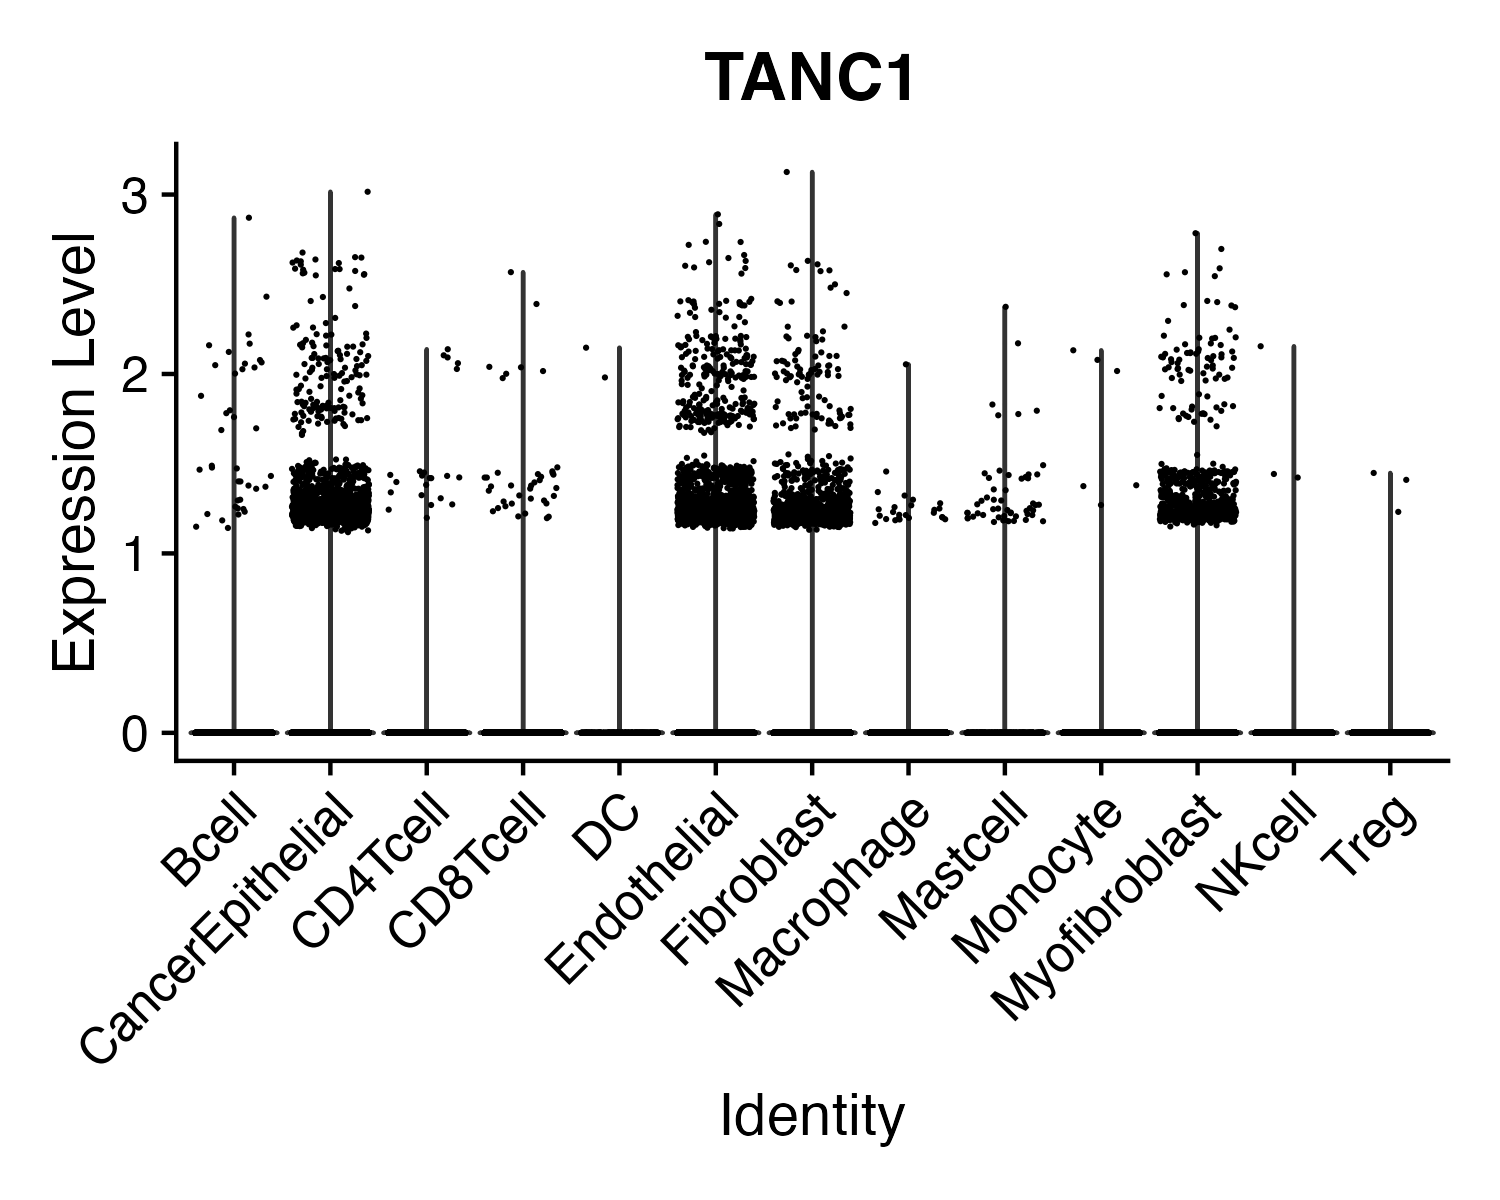 TANC1
Expression Level
3
2
1
0
Bcell
CancerEpithelial
CD4Tcell
CD8Tcell
DC
Endothelial
Fibroblast
Macrophage
Mastcell
Monocyte
Myofibroblast
NKcell
Treg
Identity